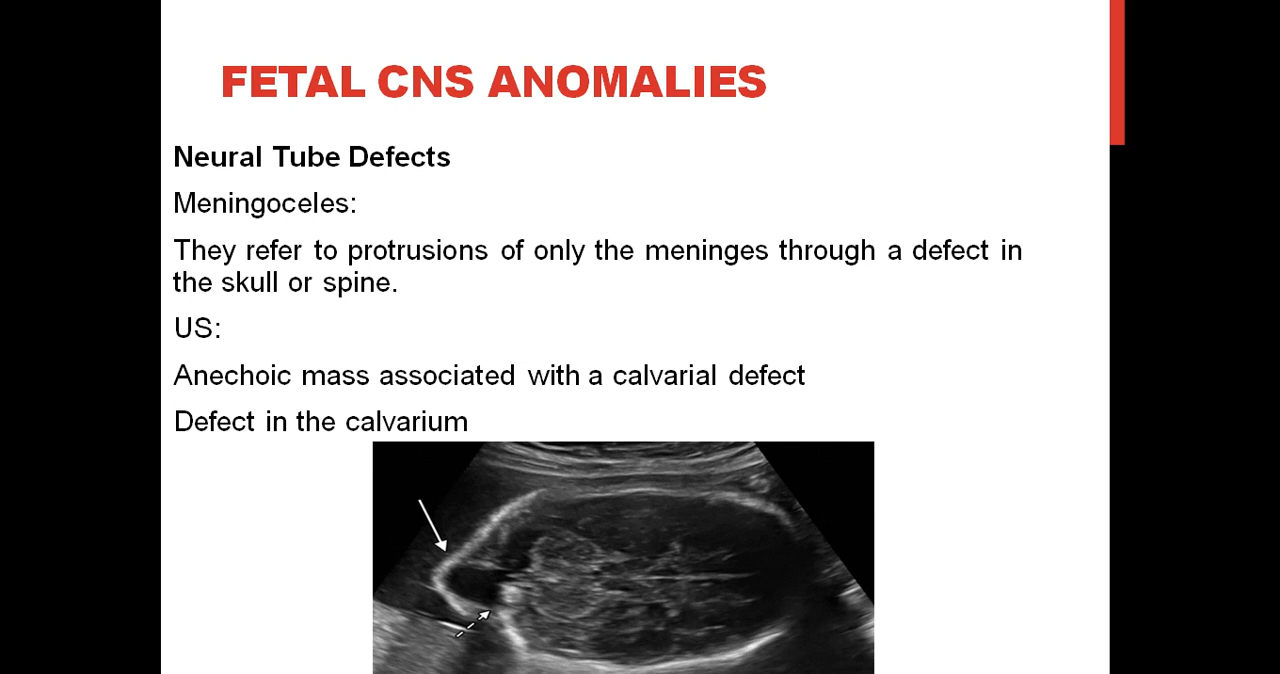 FETAL CNS ANOMALIES
Neural Tube Defects
Meningoceles:
They refer to protrusions of only the meninges through a defect in
the skull or spine.
US:
Anechoic mass associated with a calvarial defect
Defect in the calvarium